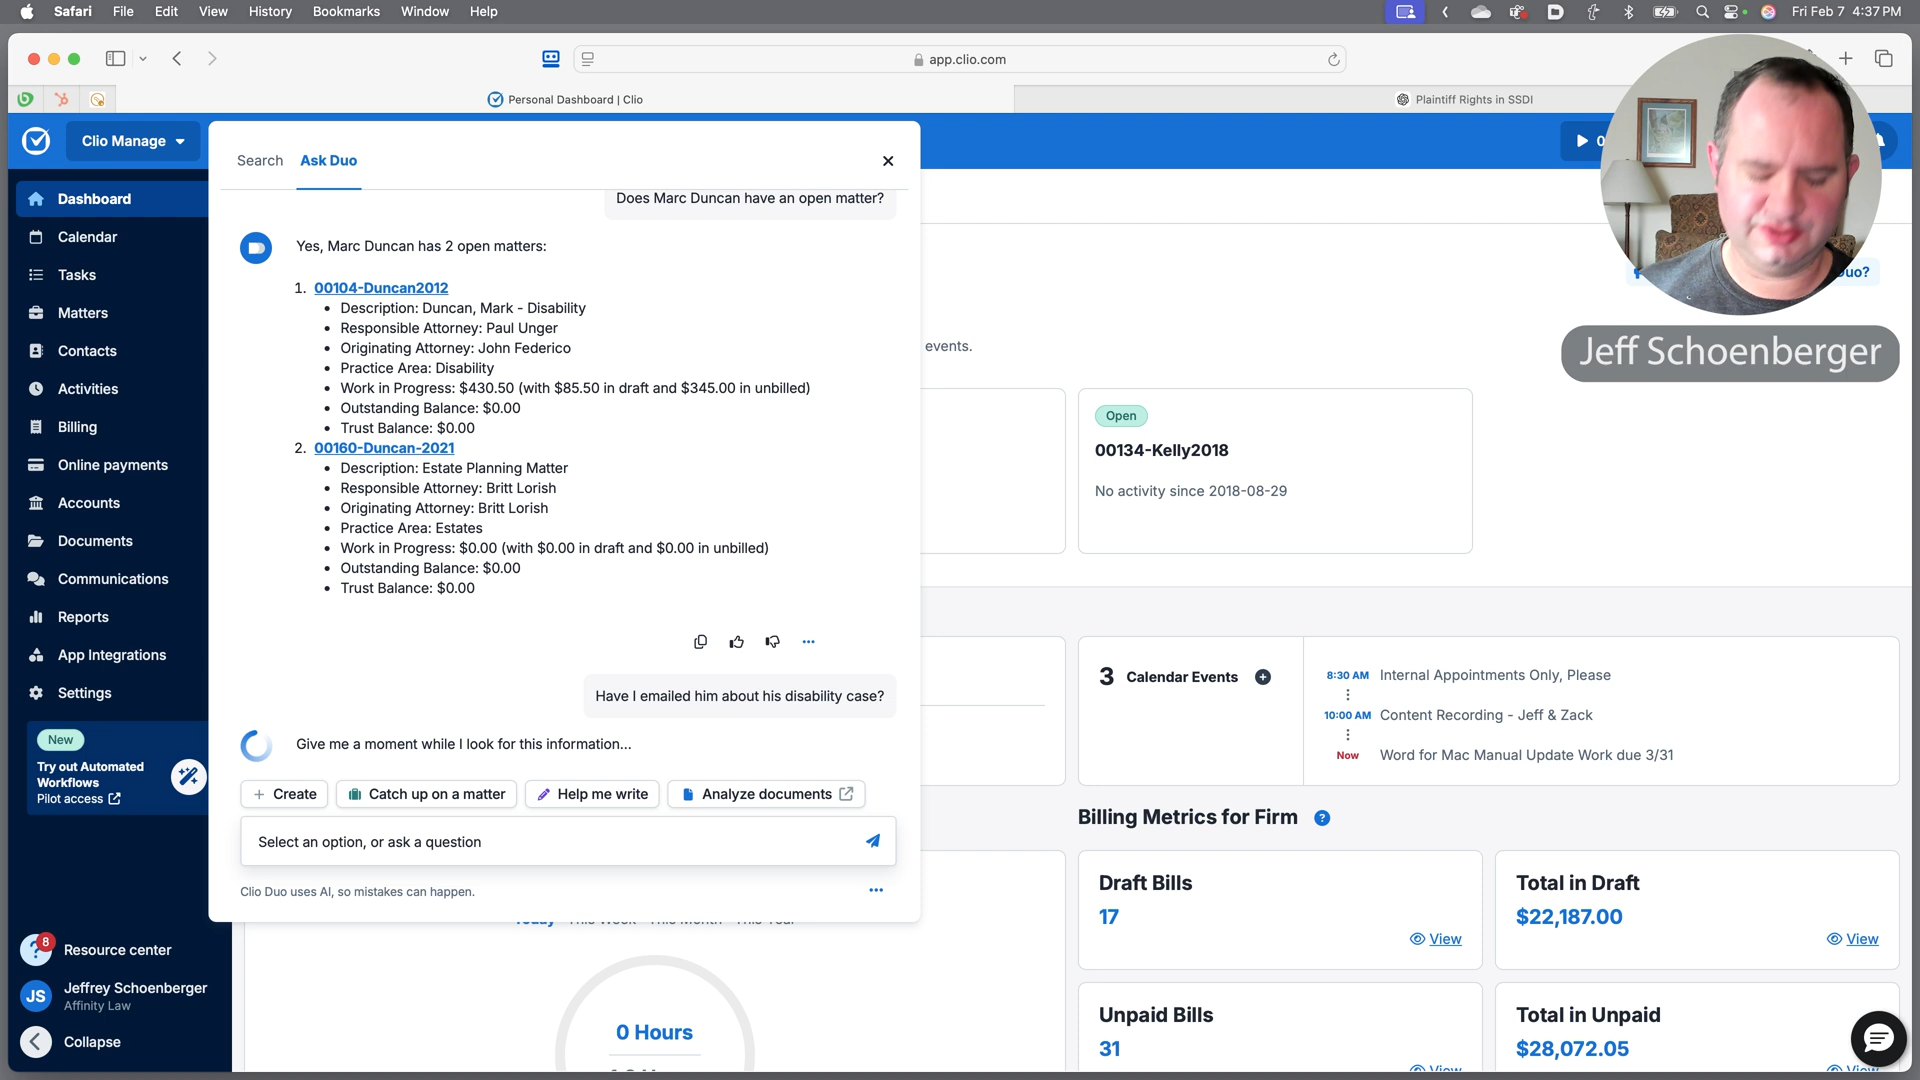 Safari File Edit View History Bookmarks Window Help
Fri Feb 7 4:37 PM
app.clio.com
Personal Dashboard | Clio
Plaintiff Rights in SSDI
Clio Manage
Search
Ask Duo
Does Marc Duncan have an open matter?
Yes, Marc Duncan has 2 open matters:
1. 00104-Duncan2012
• Description: Duncan, Mark - Disability
• Responsible Attorney: Paul Unger
• Originating Attorney: John Federico
• Practice Area: Disability
• Work in Progress: $430.50 (with $85.50 in draft and $345.00 in unbilled)
• Outstanding Balance: $0.00
• Trust Balance: $0.00
2. 00160-Duncan-2021
• Description: Estate Planning Matter
• Responsible Attorney: Britt Lorish
• Originating Attorney: Britt Lorish
• Practice Area: Estates
• Work in Progress: $0.00 (with $0.00 in draft and $0.00 in unbilled)
• Outstanding Balance: $0.00
• Trust Balance: $0.00
Have I emailed him about his disability case?
Give me a moment while I look for this information...
Create
Catch up on a matter
Help me write
Analyze documents
Select an option, or ask a question
Clio Duo uses AI, so mistakes can happen.
Dashboard
Calendar
Tasks
Matters
Contacts
Activities
Billing
Online payments
Accounts
Documents
Communications
Reports
App Integrations
Settings
New
Try out Automated
Workflows
Pilot access
8
Resource center
JS
Jeffrey Schoenberger
Affinity Law
Collapse
Duo?
Jeff Schoenberger
events.
Open
00134-Kelly2018
No activity since 2018-08-29
3 Calendar Events
8:30 AM Internal Appointments Only, Please
10:00 AM Content Recording - Jeff & Zack
Now Word for Mac Manual Update Work due 3/31
Billing Metrics for Firm
Draft Bills
17
View
Total in Draft
$22,187.00
View
Unpaid Bills
31
View
Total in Unpaid
$28,072.05
View
Today This Week This Month This Year
0 Hours